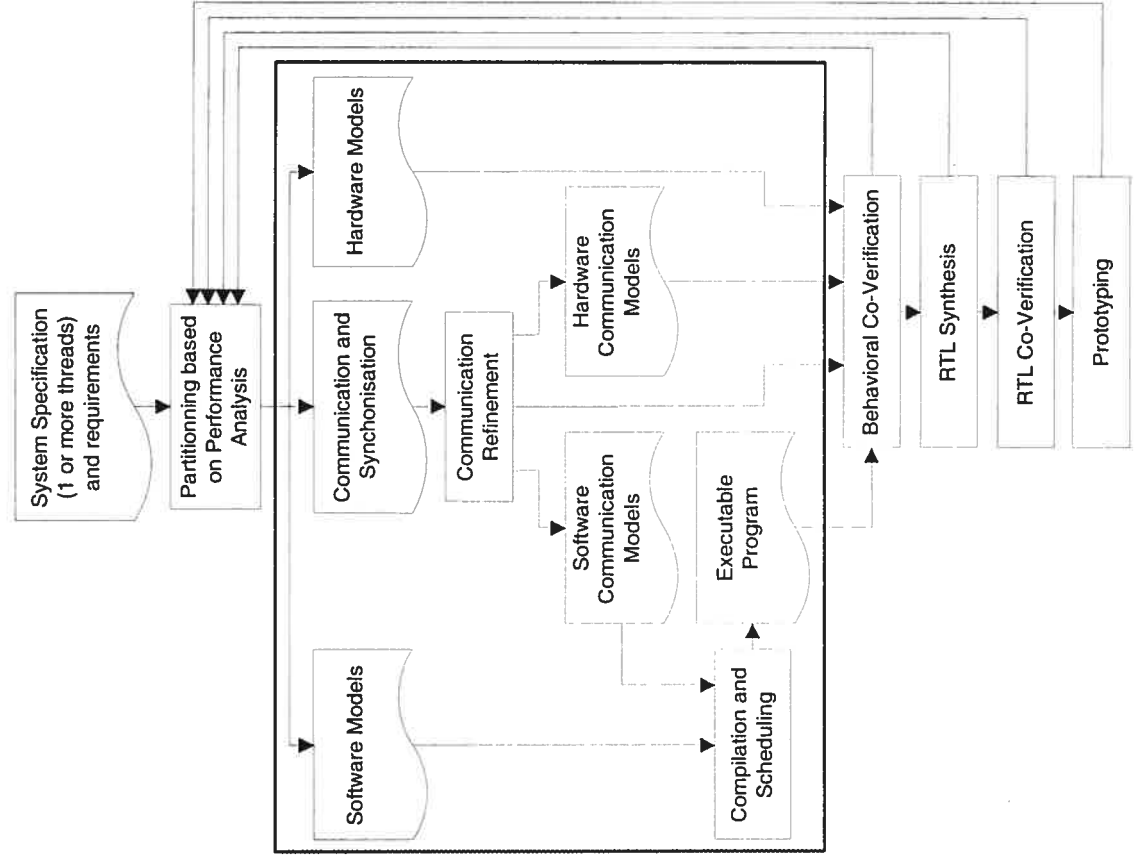 System Specification
(1 or more threads)
and requirements
Partitionning based
on Performance
Analysis
Software Models
Communication and
Synchonisation
Hardware Models
Communication
Refinement
Software
Communication
Models
Hardware
Communication
Models
Compilation and
Scheduling
Executable
Program
Behavioral Co-Verification
RTL Synthesis
RTL Co-Verification
Prototyping